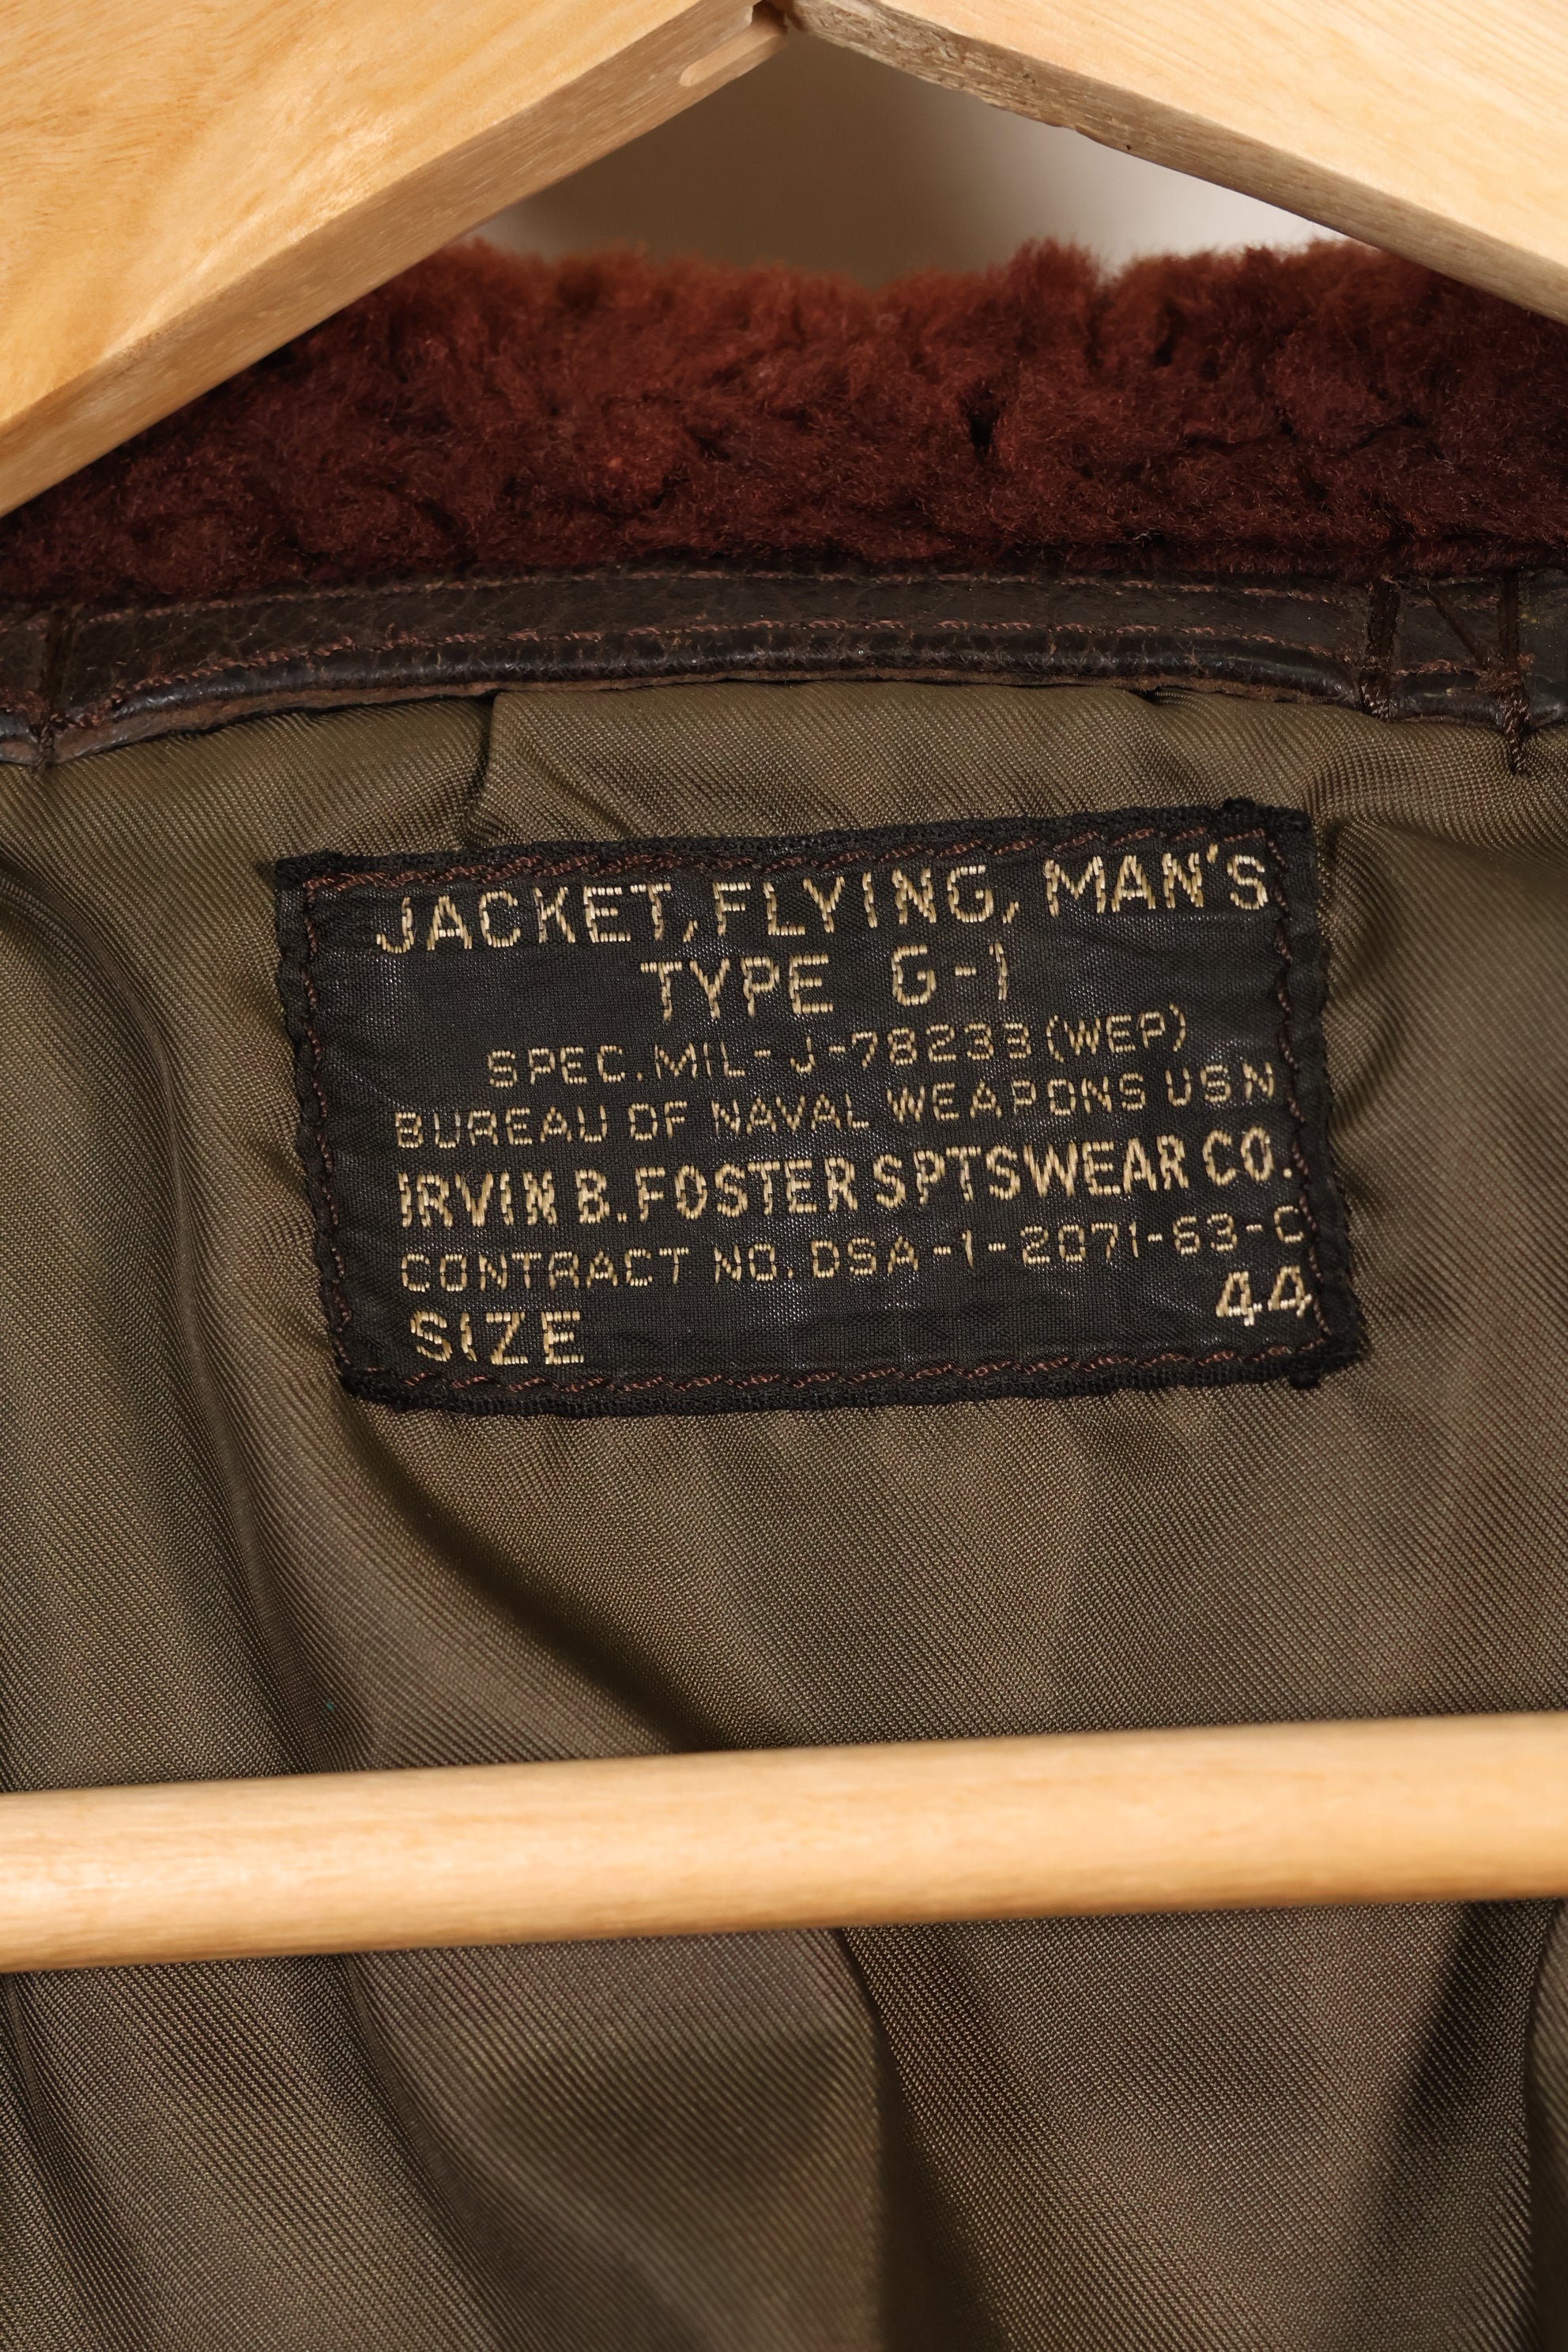 JACKET, FLYING, MAN'S
TYPE G-1
SPEC. MIL-J-78233 (WEP)
BUREAU OF NAVAL WEAPONS USN
IRVIN B. FOSTER SPTSWEAR CO.
CONTRACT NO. DSA-1-2071-63-C
SIZE 44